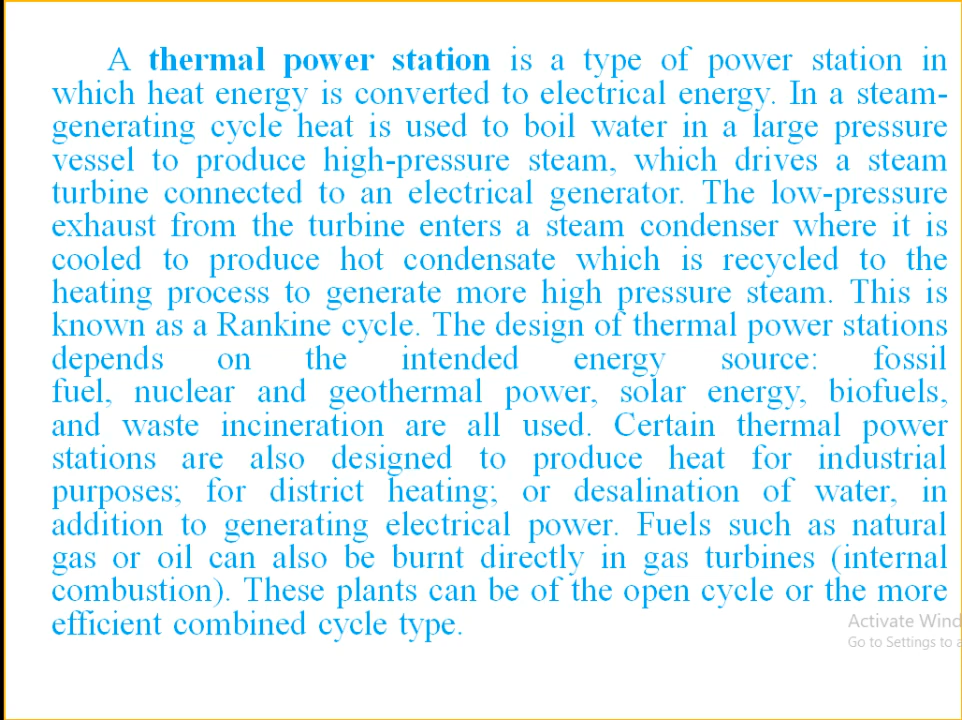 A thermal power station is a type of power station in
which heat energy is converted to electrical energy. In a steam-
generating cycle heat is used to boil water in a large pressure
vessel to produce high-pressure steam, which drives a steam
turbine connected to an electrical generator. The low-pressure
exhaust from the turbine enters a steam condenser where it is
cooled to produce hot condensate which is recycled to the
heating process to generate more high pressure steam. This is
known as a Rankine cycle. The design of thermal power stations
depends on the intended energy source: fossil
fuel, nuclear and geothermal power, solar energy, biofuels,
and waste incineration are all used. Certain thermal power
stations are also designed to produce heat for industrial
purposes; for district heating; or desalination of water, in
addition to generating electrical power. Fuels such as natural
gas or oil can also be burnt directly in gas turbines (internal
combustion). These plants can be of the open cycle or the more
efficient combined cycle type.
Activate Wind
Go to Settings to a